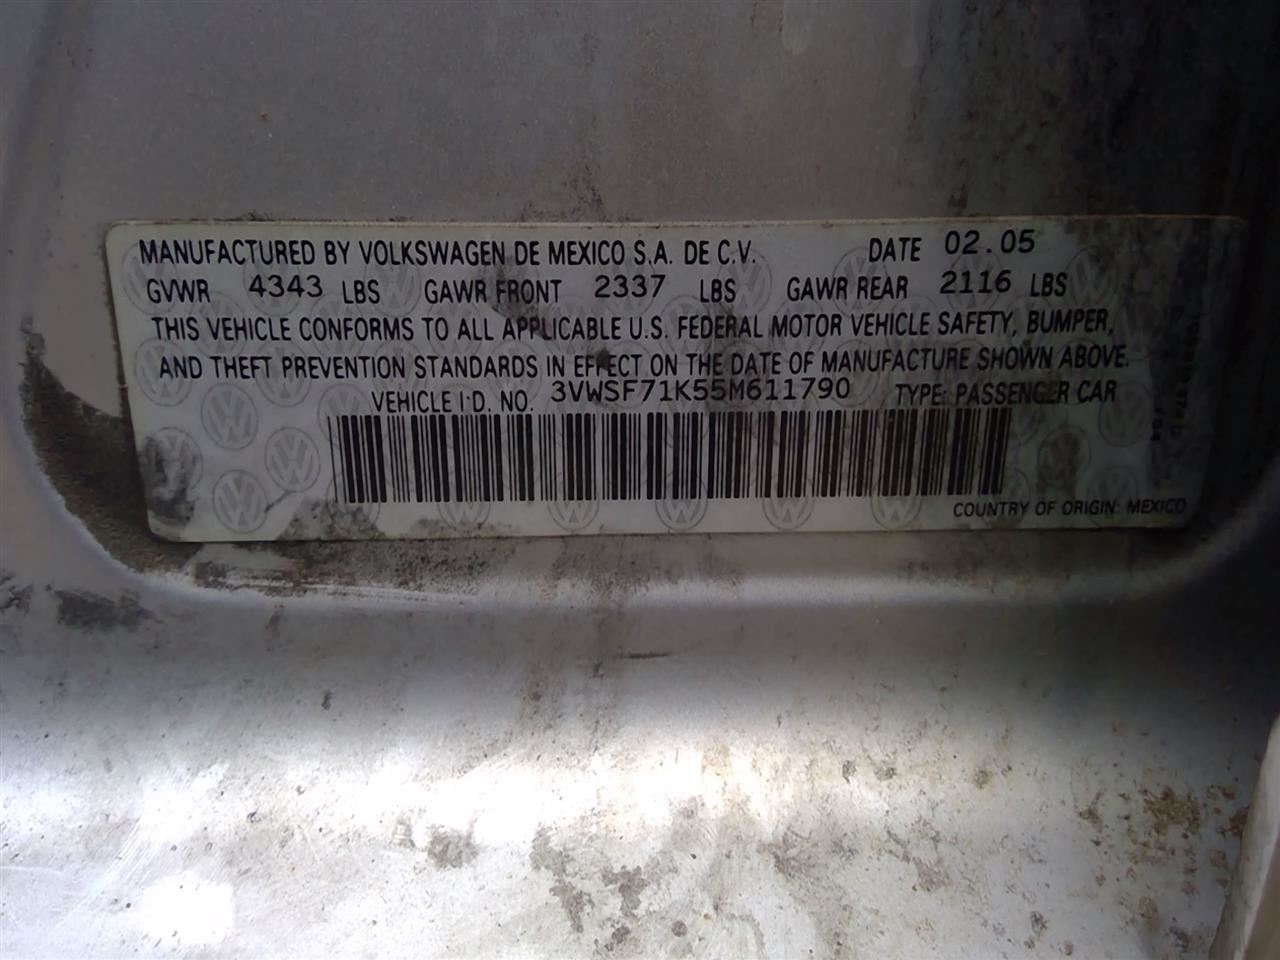 MANUFACTURED BY VOLKSWAGEN DE MEXICO S.A. DE C.V. DATE 02.05
GVWR 4343 LBS GAWR FRONT 2337 LBS GAWR REAR 2116 LBS
THIS VEHICLE CONFORMS TO ALL APPLICABLE U.S. FEDERAL MOTOR VEHICLE SAFETY, BUMPER,
AND THEFT PREVENTION STANDARDS IN EFFECT ON THE DATE OF MANUFACTURE SHOWN ABOVE.
VEHICLE I.D. NO. 3VWSF71K55M611790 TYPE: PASSENGER CAR
COUNTRY OF ORIGIN: MEXICO